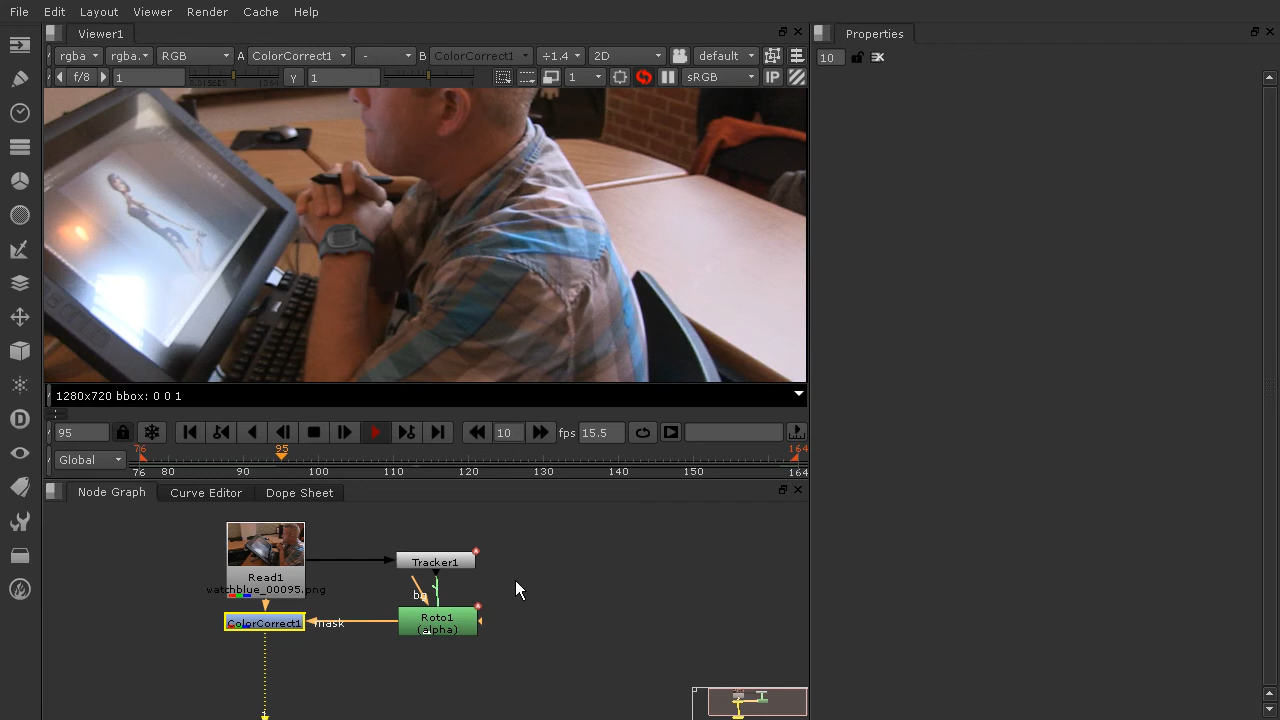 File Edit Layout Viewer Render Cache Help
Viewer1
Properties
rgba rgba. RGB A ColorCorrect1 - B ColorCorrect1 ÷1.4 2D default
10
f/8 1 γ 1 1 sRGB IP
1280x720 bbox: 0 0 1
95 10 fps 15.5
76 95 164
Global
76 80 90 100 110 120 130 140 150 164
Node Graph Curve Editor Dope Sheet
Tracker1
Read1
watchblue_00095.png
bg
ColorCorrect1
mask
Roto1
(alpha)